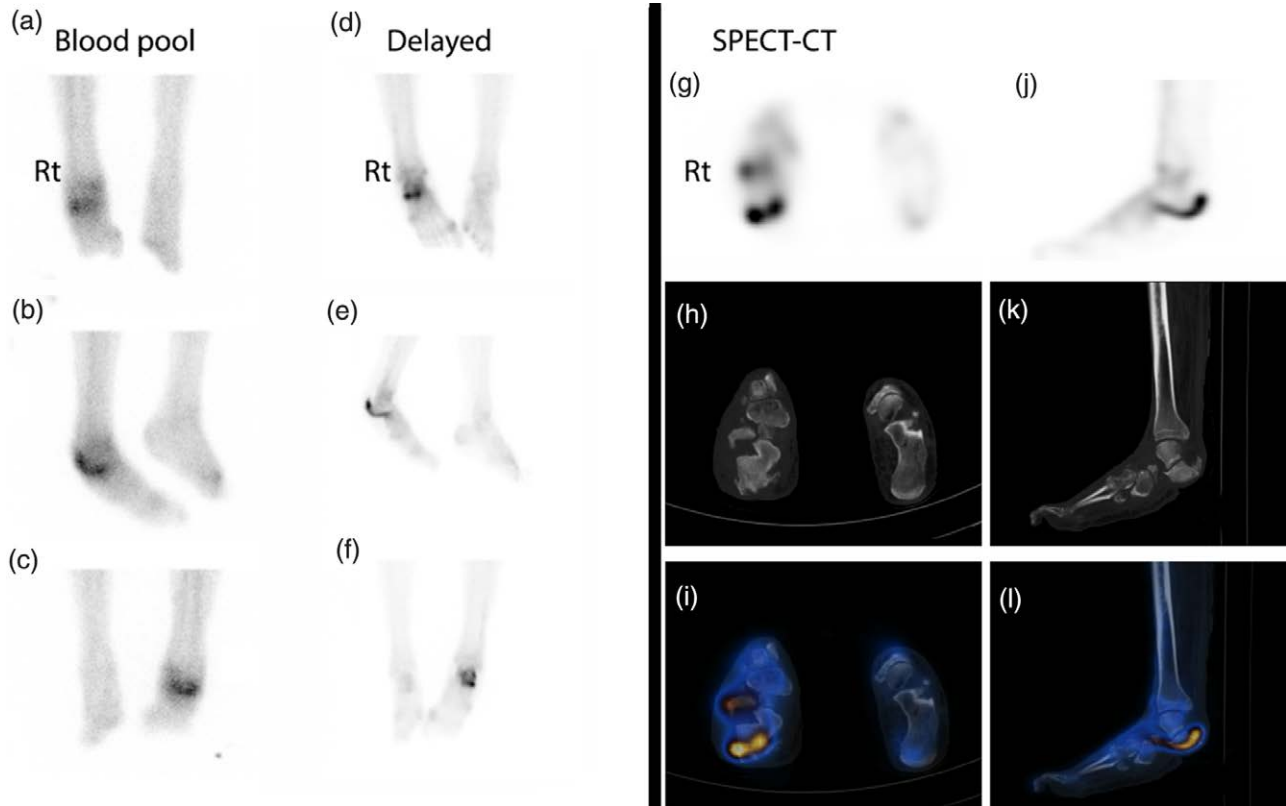 (a)
Blood pool
(d)
Delayed
SPECT-CT
(g)
(j)
Rt
Rt
Rt
(b)
(e)
(h)
(k)
(c)
(f)
(i)
(l)